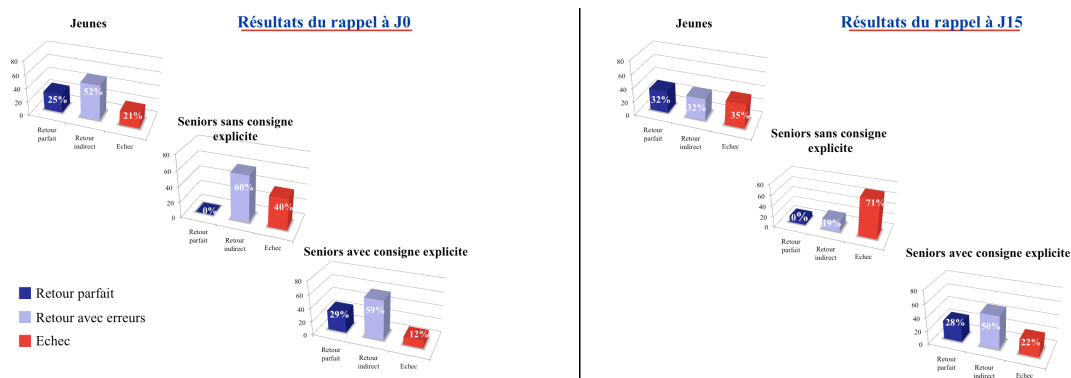 Résultats du rappel à J0
Jeunes
80
60
40
20
0
25%
52%
21%
Retour
parfait
Retour
indirect
Echec
Seniors sans consigne
explicite
80
60
40
20
0
0%
60%
40%
Retour
parfait
Retour
indirect
Echec
Seniors avec consigne explicite
80
60
40
20
0
29%
59%
12%
Retour
parfait
Retour
indirect
Echec
Retour parfait
Retour avec erreurs
Echec
Résultats du rappel à J15
Jeunes
80
60
40
20
0
32%
32%
35%
Retour
parfait
Retour
indirect
Echec
Seniors sans consigne
explicite
80
60
40
20
0
0%
19%
71%
Retour
parfait
Retour
indirect
Echec
Seniors avec consigne explicite
80
60
40
20
0
28%
50%
22%
Retour
parfait
Retour
indirect
Echec